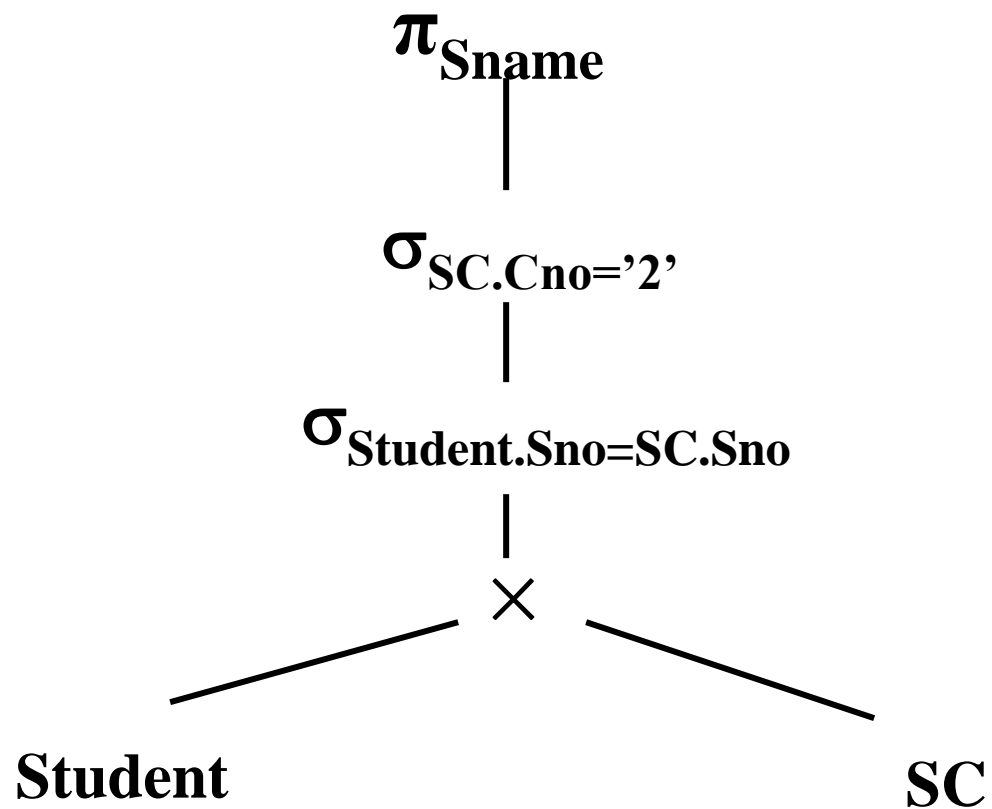 πSname
σSC.Cno=’2’
σStudent.Sno=SC.Sno
×
Student
SC